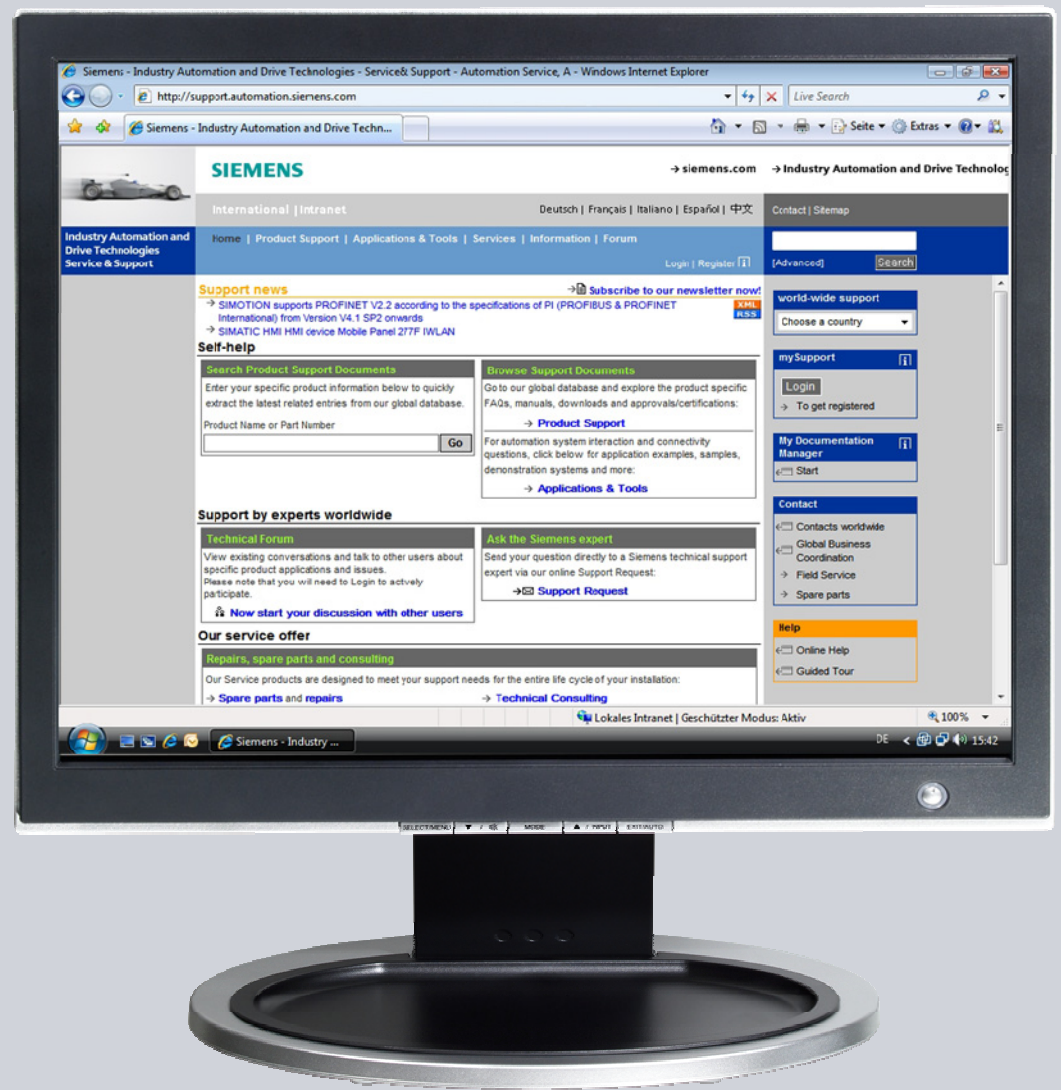 Siemens - Industry Automation and Drive Technologies - Service& Support - Automation Service, A - Windows Internet Explorer
http://support.automation.siemens.com
Live Search
Siemens - Industry Automation and Drive Techn...
Seite
Extras
SIEMENS
siemens.com
Industry Automation and Drive Technolog
International | Intranet
Deutsch | Français | Italiano | Español | 中文
Contact | Sitemap
Industry Automation and
Drive Technologies
Service & Support
Home | Product Support | Applications & Tools | Services | Information | Forum
Login | Register
[Advanced]
Search
Support news
Subscribe to our newsletter now!
SIMOTION supports PROFINET V2.2 according to the specifications of PI (PROFIBUS & PROFINET
International) from Version V4.1 SP2 onwards
XML
RSS
SIMATIC HMI HMI device Mobile Panel 277F IWLAN
Self-help
Search Product Support Documents
Enter your specific product information below to quickly
extract the latest related entries from our global database.
Product Name or Part Number
Go
Browse Support Documents
Go to our global database and explore the product specific
FAQs, manuals, downloads and approvals/certifications:
Product Support
For automation system interaction and connectivity
questions, click below for application examples, samples,
demonstration systems and more:
Applications & Tools
Support by experts worldwide
Technical Forum
View existing conversations and talk to other users about
specific product applications and issues.
Please note that you will need to Login to actively
participate.
Now start your discussion with other users
Ask the Siemens expert
Send your question directly to a Siemens technical support
expert via our online Support Request:
Support Request
Our service offer
Repairs, spare parts and consulting
Our Service products are designed to meet your support needs for the entire life cycle of your installation:
Spare parts and repairs
Technical Consulting
world-wide support
Choose a country
mySupport
Login
To get registered
My Documentation
Manager
Start
Contact
Contacts worldwide
Global Business
Coordination
Field Service
Spare parts
Help
Online Help
Guided Tour
Lokales Intranet | Geschützter Modus: Aktiv
100%
Siemens - Industry ...
DE
15:42
SELECT/MENU
MODE
/ INPUT
EXIT/AUTO